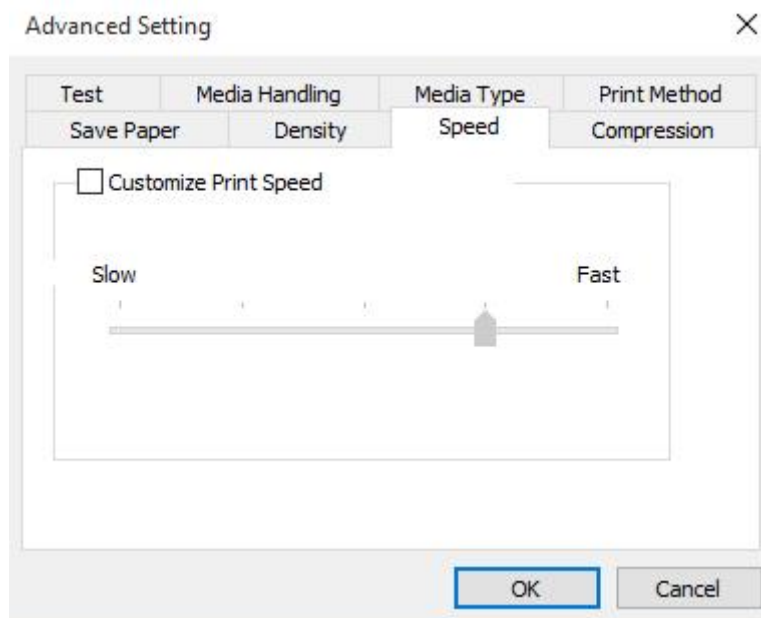 Advanced Setting
Test Media Handling Media Type Print Method
Save Paper Density Speed Compression
Customize Print Speed
Slow Fast
OK Cancel